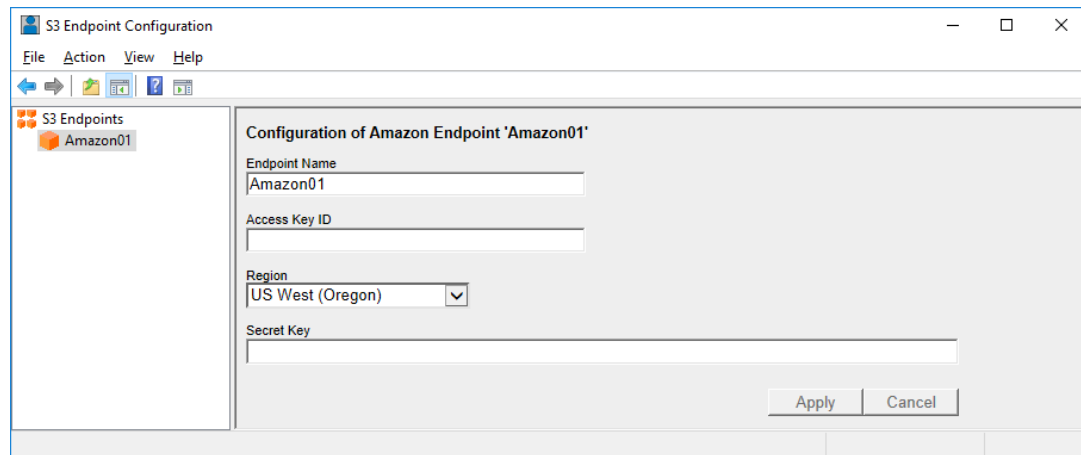 S3 Endpoint Configuration
File Action View Help
S3 Endpoints
Amazon01
Configuration of Amazon Endpoint 'Amazon01'
Endpoint Name
Amazon01
Access Key ID
Region
US West (Oregon)
Secret Key
Apply Cancel